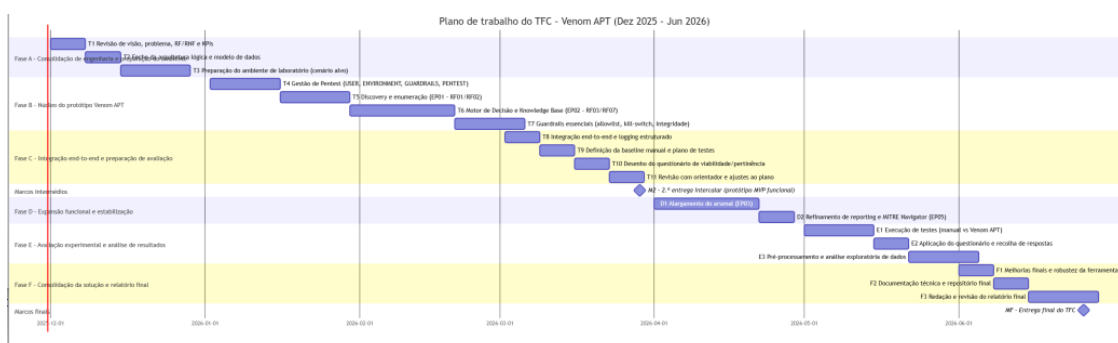 Plano de trabalho do TFC - Venom APT (Dez 2025 - Jun 2026)
T1 Revisão de visão, problema, RF/RNF e KPIs
T2 Fecho da arquitetura lógica e modelo de dados
Fase A - Consolidação de engenharia e preparação do
T3 Preparação do ambiente de laboratório (cenário alvo)
T4 Gestão de Pentest (USER, ENVIRONMENT, GUARDRAILS, PENTEST)
T5 Discovery e enumeração (EP01 - RF01/RF02)
Fase B - Núcleo do protótipo Venom APT
T6 Motor de Decisão e Knowledge Base (EP02 - RF03/RF07)
T7 Guardrails essenciais (allowlist, kill-switch, integridade)
T8 Integração end-to-end e logging estruturado
T9 Definição da baseline manual e plano de testes
Fase C - Integração end-to-end e preparação de avaliação
T10 Desenho do questionário de viabilidade/pertinência
T11 Revisão com orientador e ajustes ao plano
Marcos intermédios
M2 - 2.ª entrega intercalar (protótipo MVP funcional)
D1 Alargamento do arsenal (EP03)
Fase D - Expansão funcional e estabilização
D2 Refinamento de reporting e MITRE Navigator (EP05)
E1 Execução de testes (manual vs Venom APT)
Fase E - Avaliação experimental e análise de resultados
E2 Aplicação do questionário e recolha de respostas
E3 Pré-processamento e análise exploratória de dados
F1 Melhorias finais e robustez da ferramenta
Fase F - Consolidação da solução e relatório final
F2 Documentação técnica e repositório final
F3 Redação e revisão do relatório final
Marcos finais
MF - Entrega final do TFC
2025-12-01
2026-01-01
2026-02-01
2026-03-01
2026-04-01
2026-05-01
2026-06-01